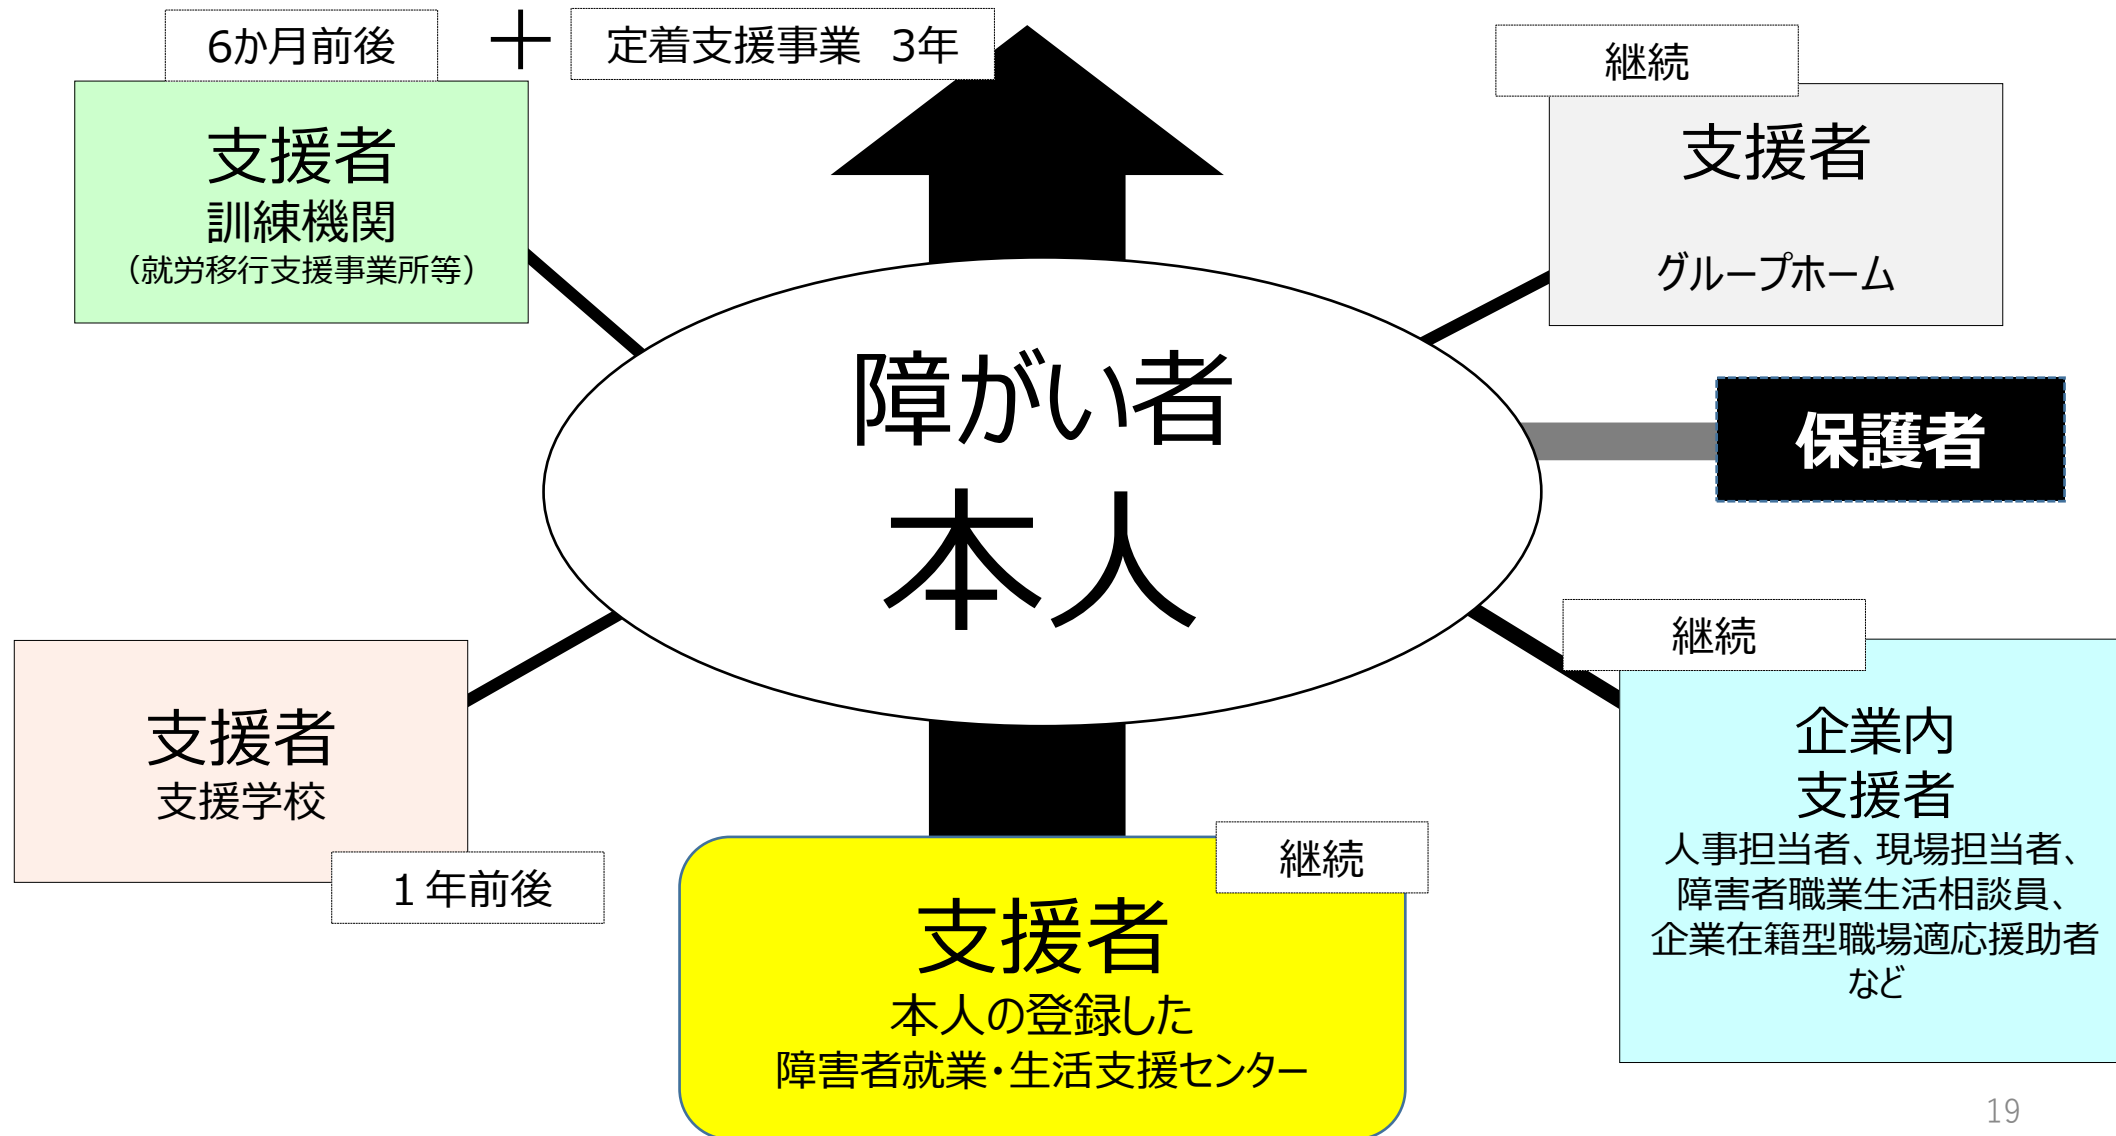 6か月前後
＋
定着支援事業 3年
支援者
訓練機関
（就労移行支援事業所等）
継続
支援者
グループホーム
障がい者
本人
保護者
支援者
支援学校
１年前後
継続
企業内
支援者
人事担当者、現場担当者、
障害者職業生活相談員、
企業在籍型職場適応援助者
など
継続
支援者
本人の登録した
障害者就業・生活支援センター
19